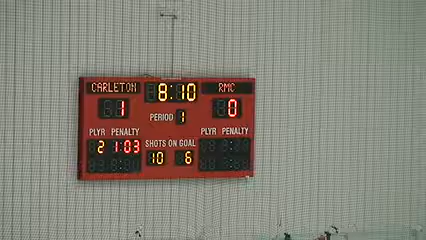 CARLETON 8:10 RMC
1 PERIOD 1 0
PLYR PENALTY SHOTS ON GOAL PLYR PENALTY
2 1:03 10 6